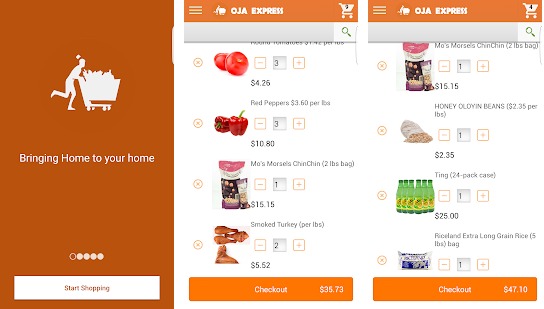 Bringing Home to your home
Start Shopping
OJA EXPRESS
3
Round Tomatoes $1.42 per lbs
3
$4.26
Red Peppers $3.60 per lbs
3
$10.80
Mo's Morsels ChinChin (2 lbs bag)
1
$15.15
Smoked Turkey (per lbs)
2
$5.52
Checkout $35.73
OJA EXPRESS
Mo's Morsels ChinChin (2 lbs bag)
1
$15.15
HONEY OLOYIN BEANS ($2.35 per
lbs)
1
$2.35
Ting (24-pack case)
1
$25.00
Riceland Extra Long Grain Rice (5
lbs) bag
1
Checkout $47.10